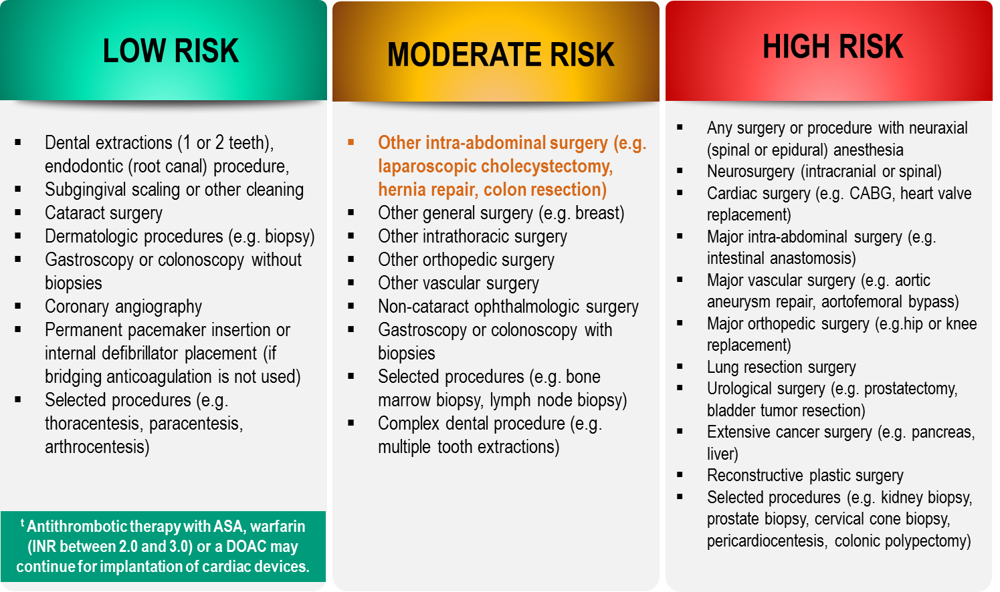 LOW RISK
▪ Dental extractions (1 or 2 teeth),
endodontic (root canal) procedure,
▪ Subgingival scaling or other cleaning
▪ Cataract surgery
▪ Dermatologic procedures (e.g. biopsy)
▪ Gastroscopy or colonoscopy without
biopsies
▪ Coronary angiography
▪ Permanent pacemaker insertion or
internal defibrillator placement (if
bridging anticoagulation is not used)
▪ Selected procedures (e.g.
thoracentesis, paracentesis,
arthrocentesis)
t Antithrombotic therapy with ASA, warfarin
(INR between 2.0 and 3.0) or a DOAC may
continue for implantation of cardiac devices.
MODERATE RISK
▪ Other intra-abdominal surgery (e.g.
laparoscopic cholecystectomy,
hernia repair, colon resection)
▪ Other general surgery (e.g. breast)
▪ Other intrathoracic surgery
▪ Other orthopedic surgery
▪ Other vascular surgery
▪ Non-cataract ophthalmologic surgery
▪ Gastroscopy or colonoscopy with
biopsies
▪ Selected procedures (e.g. bone
marrow biopsy, lymph node biopsy)
▪ Complex dental procedure (e.g.
multiple tooth extractions)
HIGH RISK
▪ Any surgery or procedure with neuraxial
(spinal or epidural) anesthesia
▪ Neurosurgery (intracranial or spinal)
▪ Cardiac surgery (e.g. CABG, heart valve
replacement)
▪ Major intra-abdominal surgery (e.g.
intestinal anastomosis)
▪ Major vascular surgery (e.g. aortic
aneurysm repair, aortofemoral bypass)
▪ Major orthopedic surgery (e.g.hip or knee
replacement)
▪ Lung resection surgery
▪ Urological surgery (e.g. prostatectomy,
bladder tumor resection)
▪ Extensive cancer surgery (e.g. pancreas,
liver)
▪ Reconstructive plastic surgery
▪ Selected procedures (e.g. kidney biopsy,
prostate biopsy, cervical cone biopsy,
pericardiocentesis, colonic polypectomy)